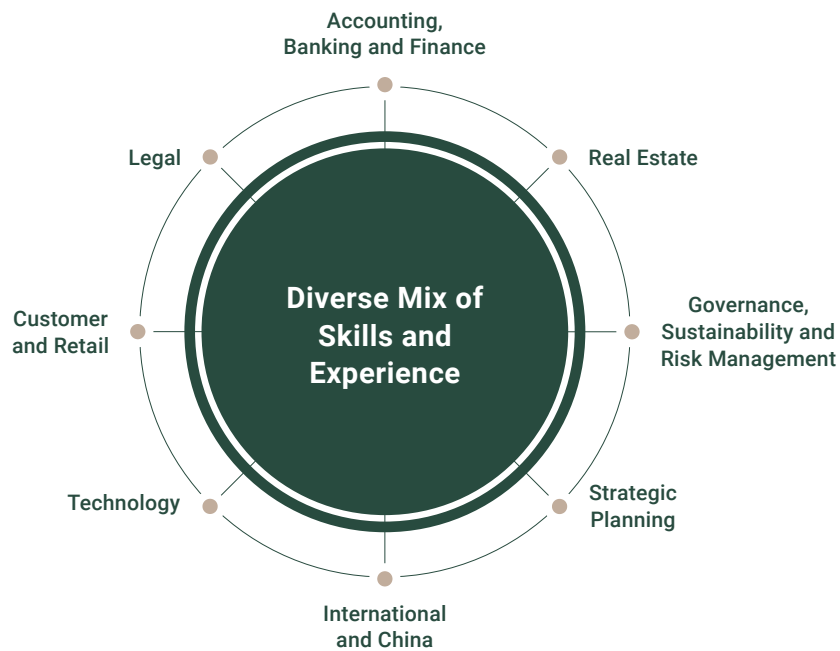 Accounting,
Banking and Finance
Legal
Real Estate
Diverse Mix of
Skills and
Experience
Customer
and Retail
Governance,
Sustainability and
Risk Management
Technology
Strategic
Planning
International
and China